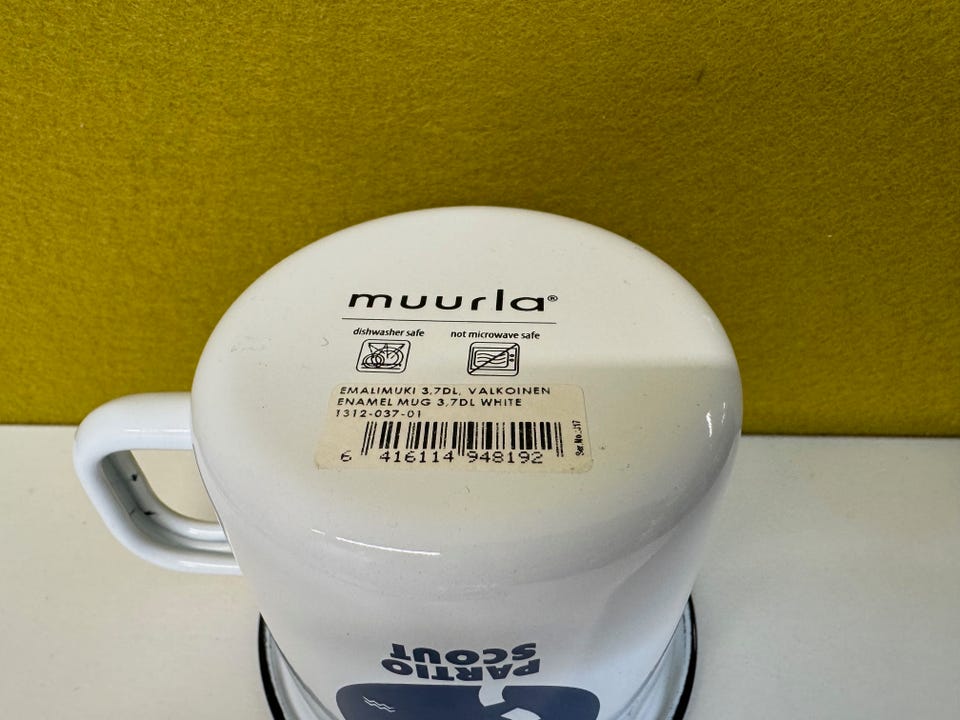 muurla®
dishwasher safe not microwave safe
EMALIMUKI 3,7DL, VALKOINEN
ENAMEL MUG 3,7DL WHITE
1312-037-01
6 416114 948192
PARTIO
SCOUT